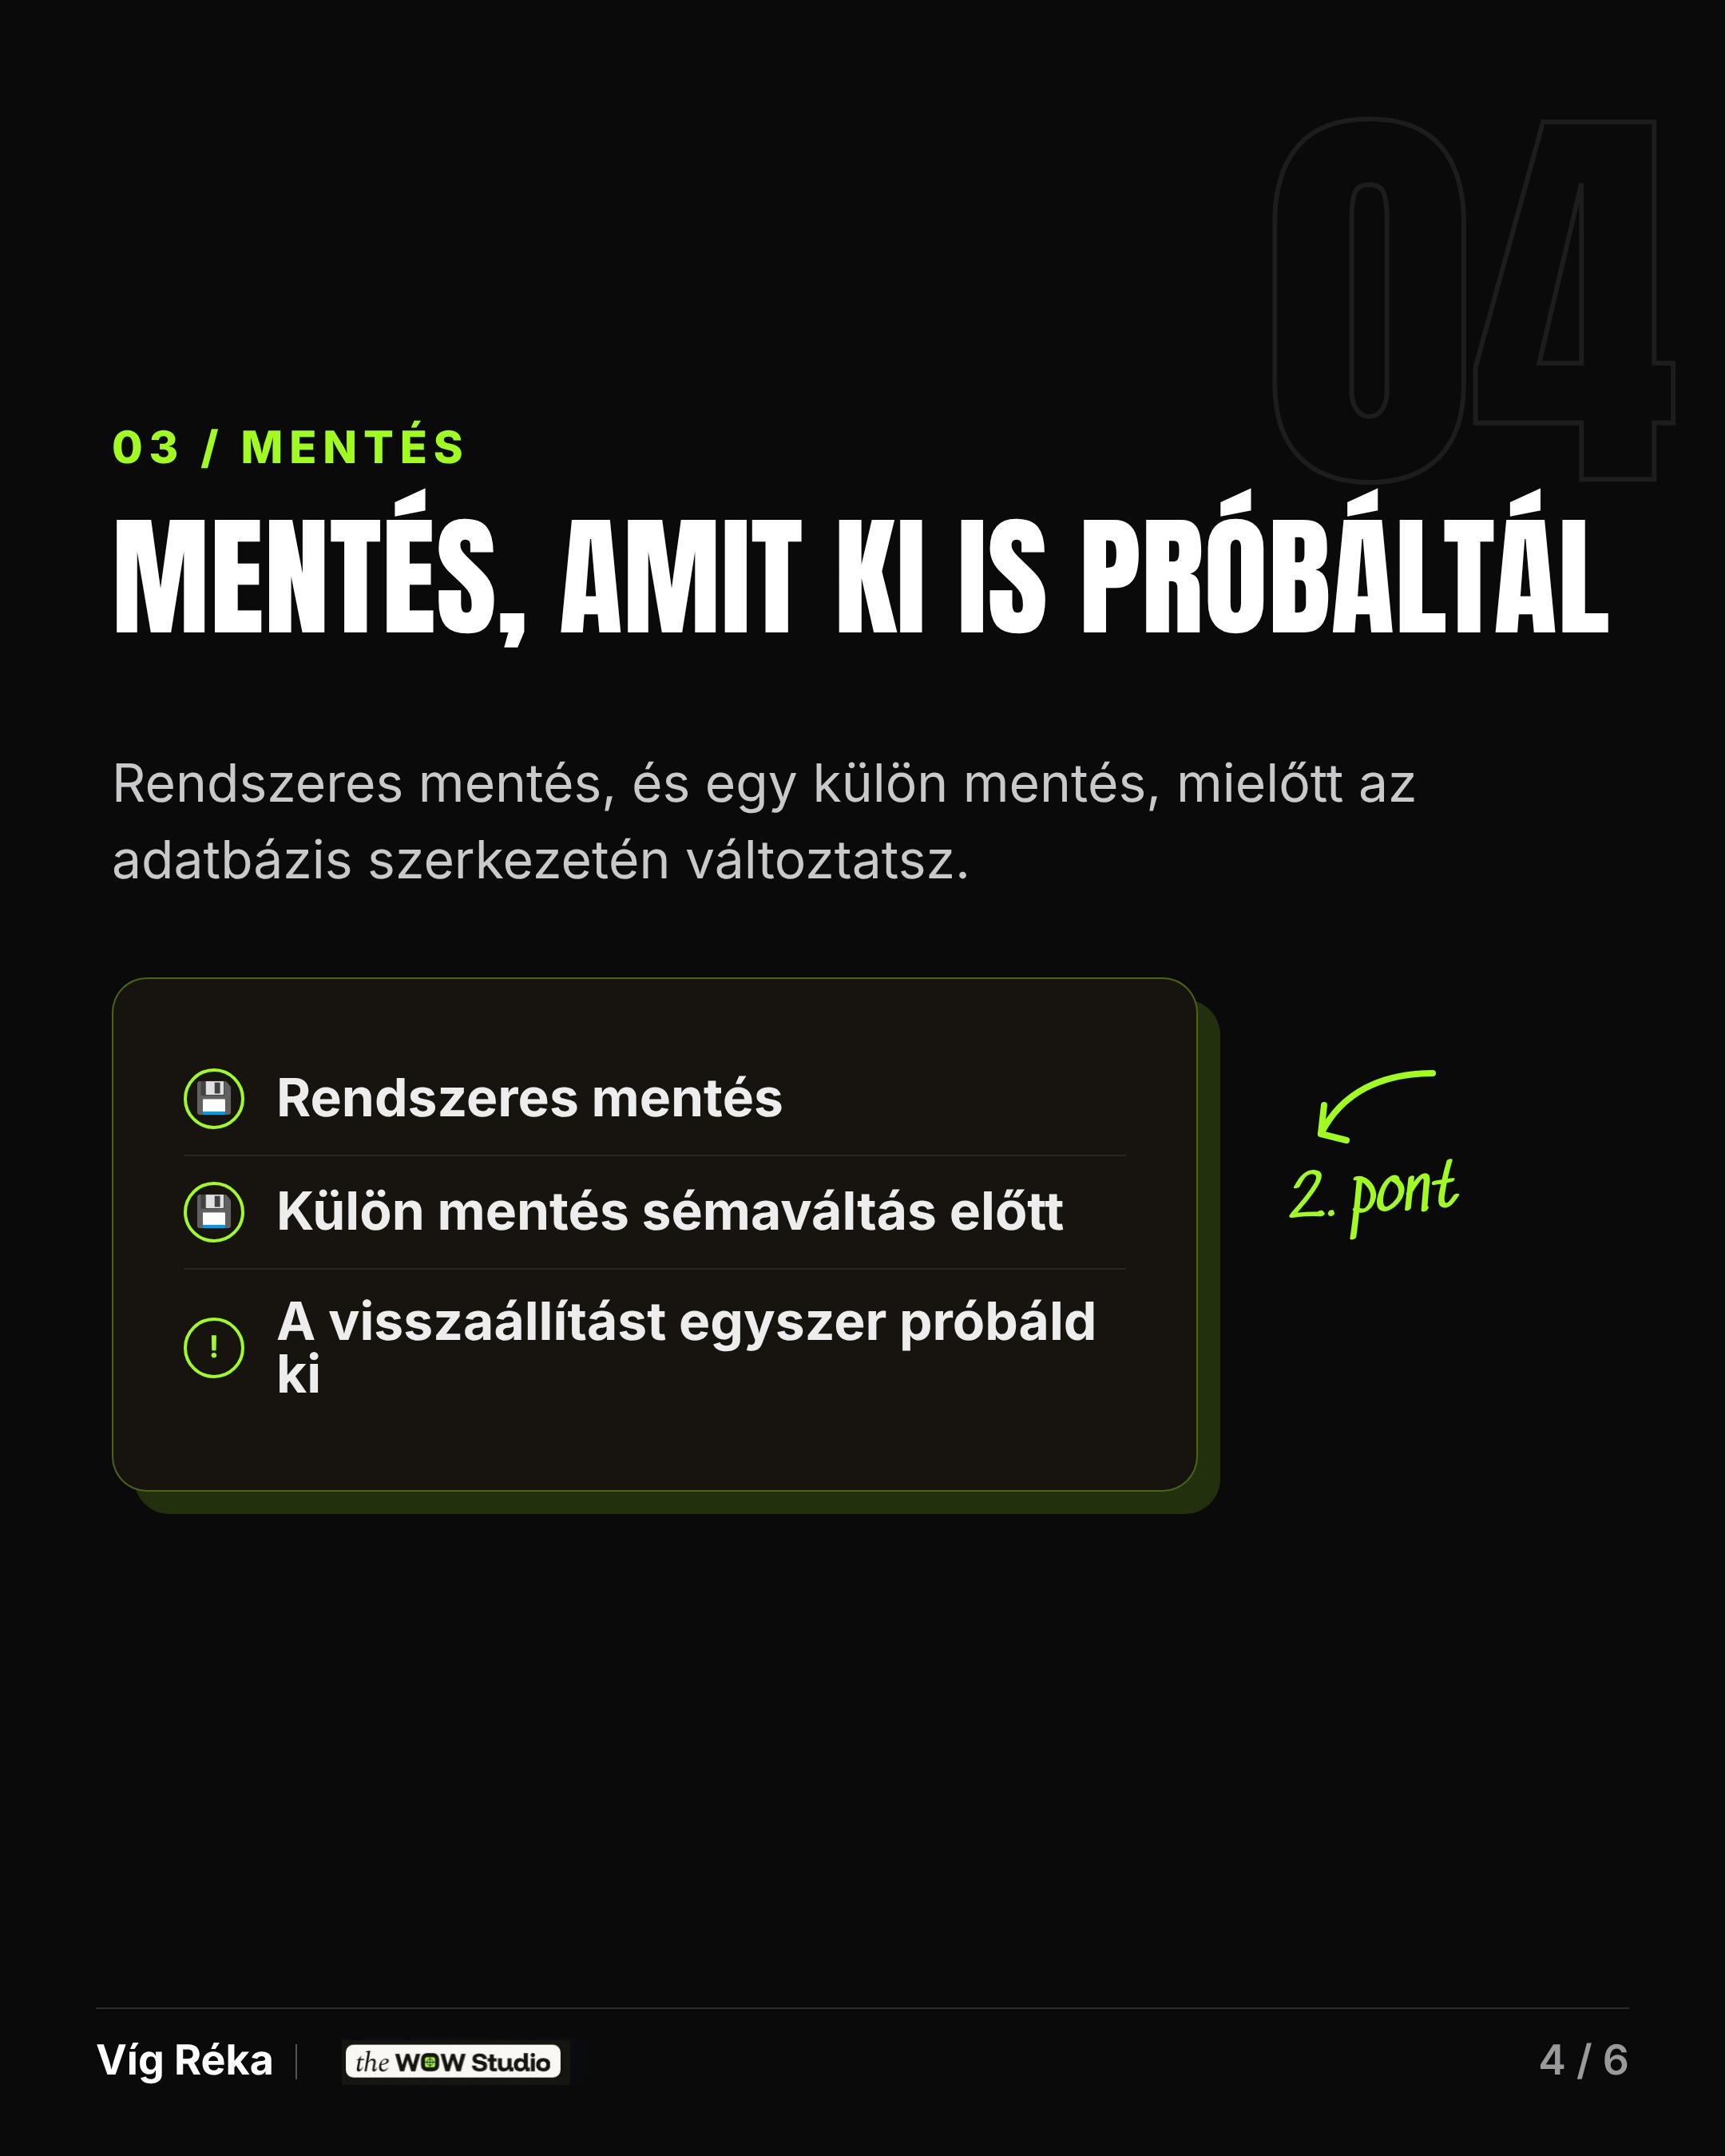 04
03 / MENTÉS
MENTÉS, AMIT KI IS PRÓBÁLTÁL
Rendszeres mentés, és egy külön mentés, mielőtt az
adatbázis szerkezetén változtatsz.
Rendszeres mentés
Külön mentés sémaváltás előtt
! A visszaállítást egyszer próbáld
ki
2. pont
Víg Réka
the WOW Studio
4 / 6